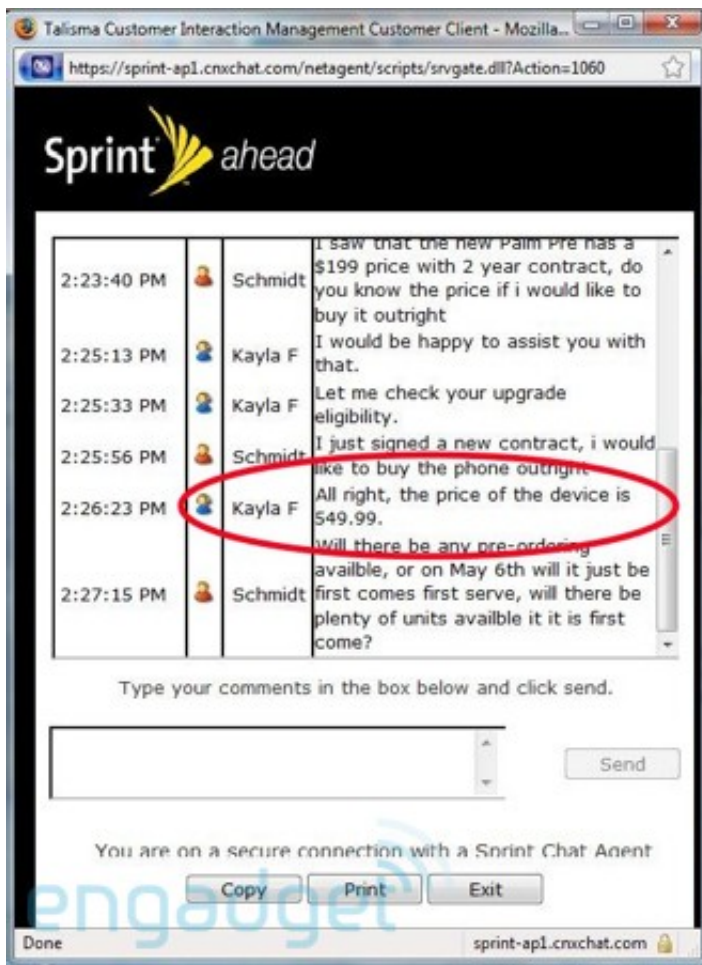 Talisma Customer Interaction Management Customer Client - Mozilla...
https://sprint-ap1.cnxchat.com/netagent/scripts/srvgate.dll?Action=1060
Sprint ahead
2:23:40 PM Schmidt I saw that the new Palm Pre has a
$199 price with 2 year contract, do
you know the price if i would like to
buy it outright
2:25:13 PM Kayla F I would be happy to assist you with
that.
2:25:33 PM Kayla F Let me check your upgrade
eligibility.
2:25:56 PM Schmidt I just signed a new contract, i would
like to buy the phone outright
2:26:23 PM Kayla F All right, the price of the device is
549.99.
2:27:15 PM Schmidt Will there be any pre-ordering
availble, or on May 6th will it just be
first comes first serve, will there be
plenty of units availble it it is first
come?
Type your comments in the box below and click send.
Send
You are on a secure connection with a Sprint Chat Agent
Copy Print Exit
engadget
Done sprint-ap1.cnxchat.com